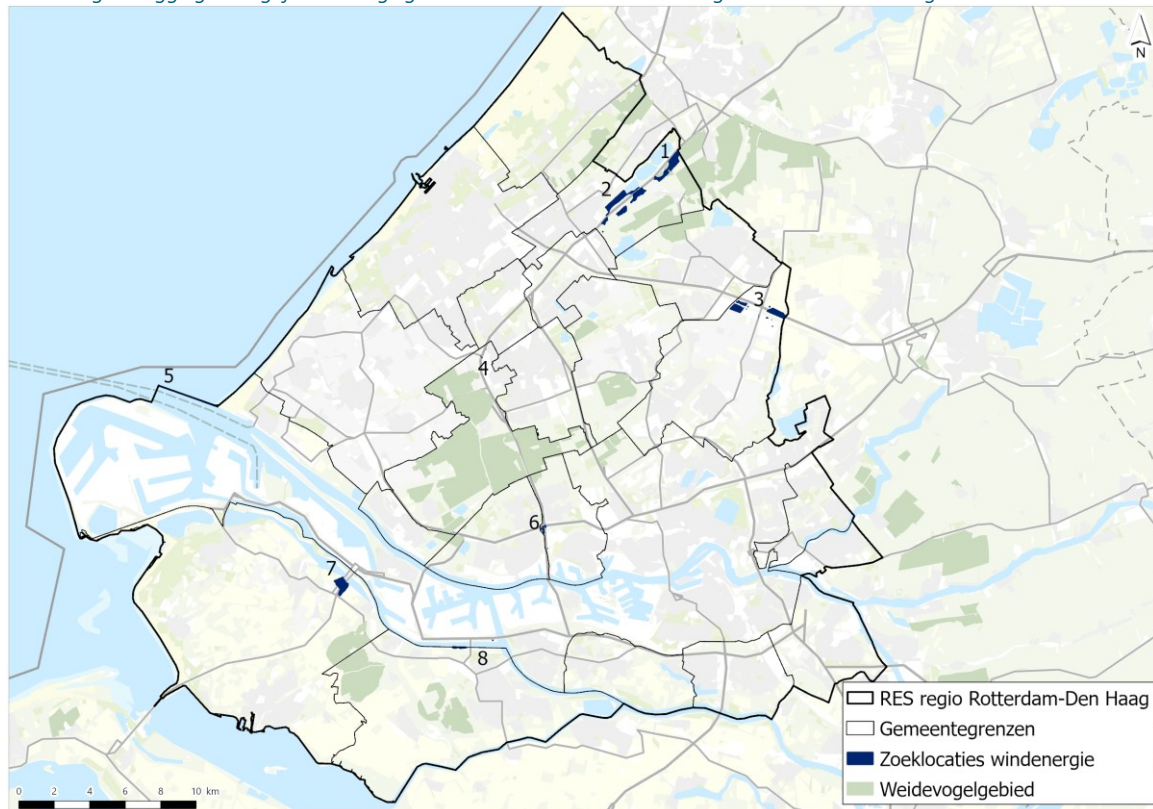 N
1
2
3
4
5
6
7
8
RES regio Rotterdam-Den Haag
Gemeentegrenzen
Zoeklocaties windenergie
Weidevogelgebied
0 2 4 6 8 10 km